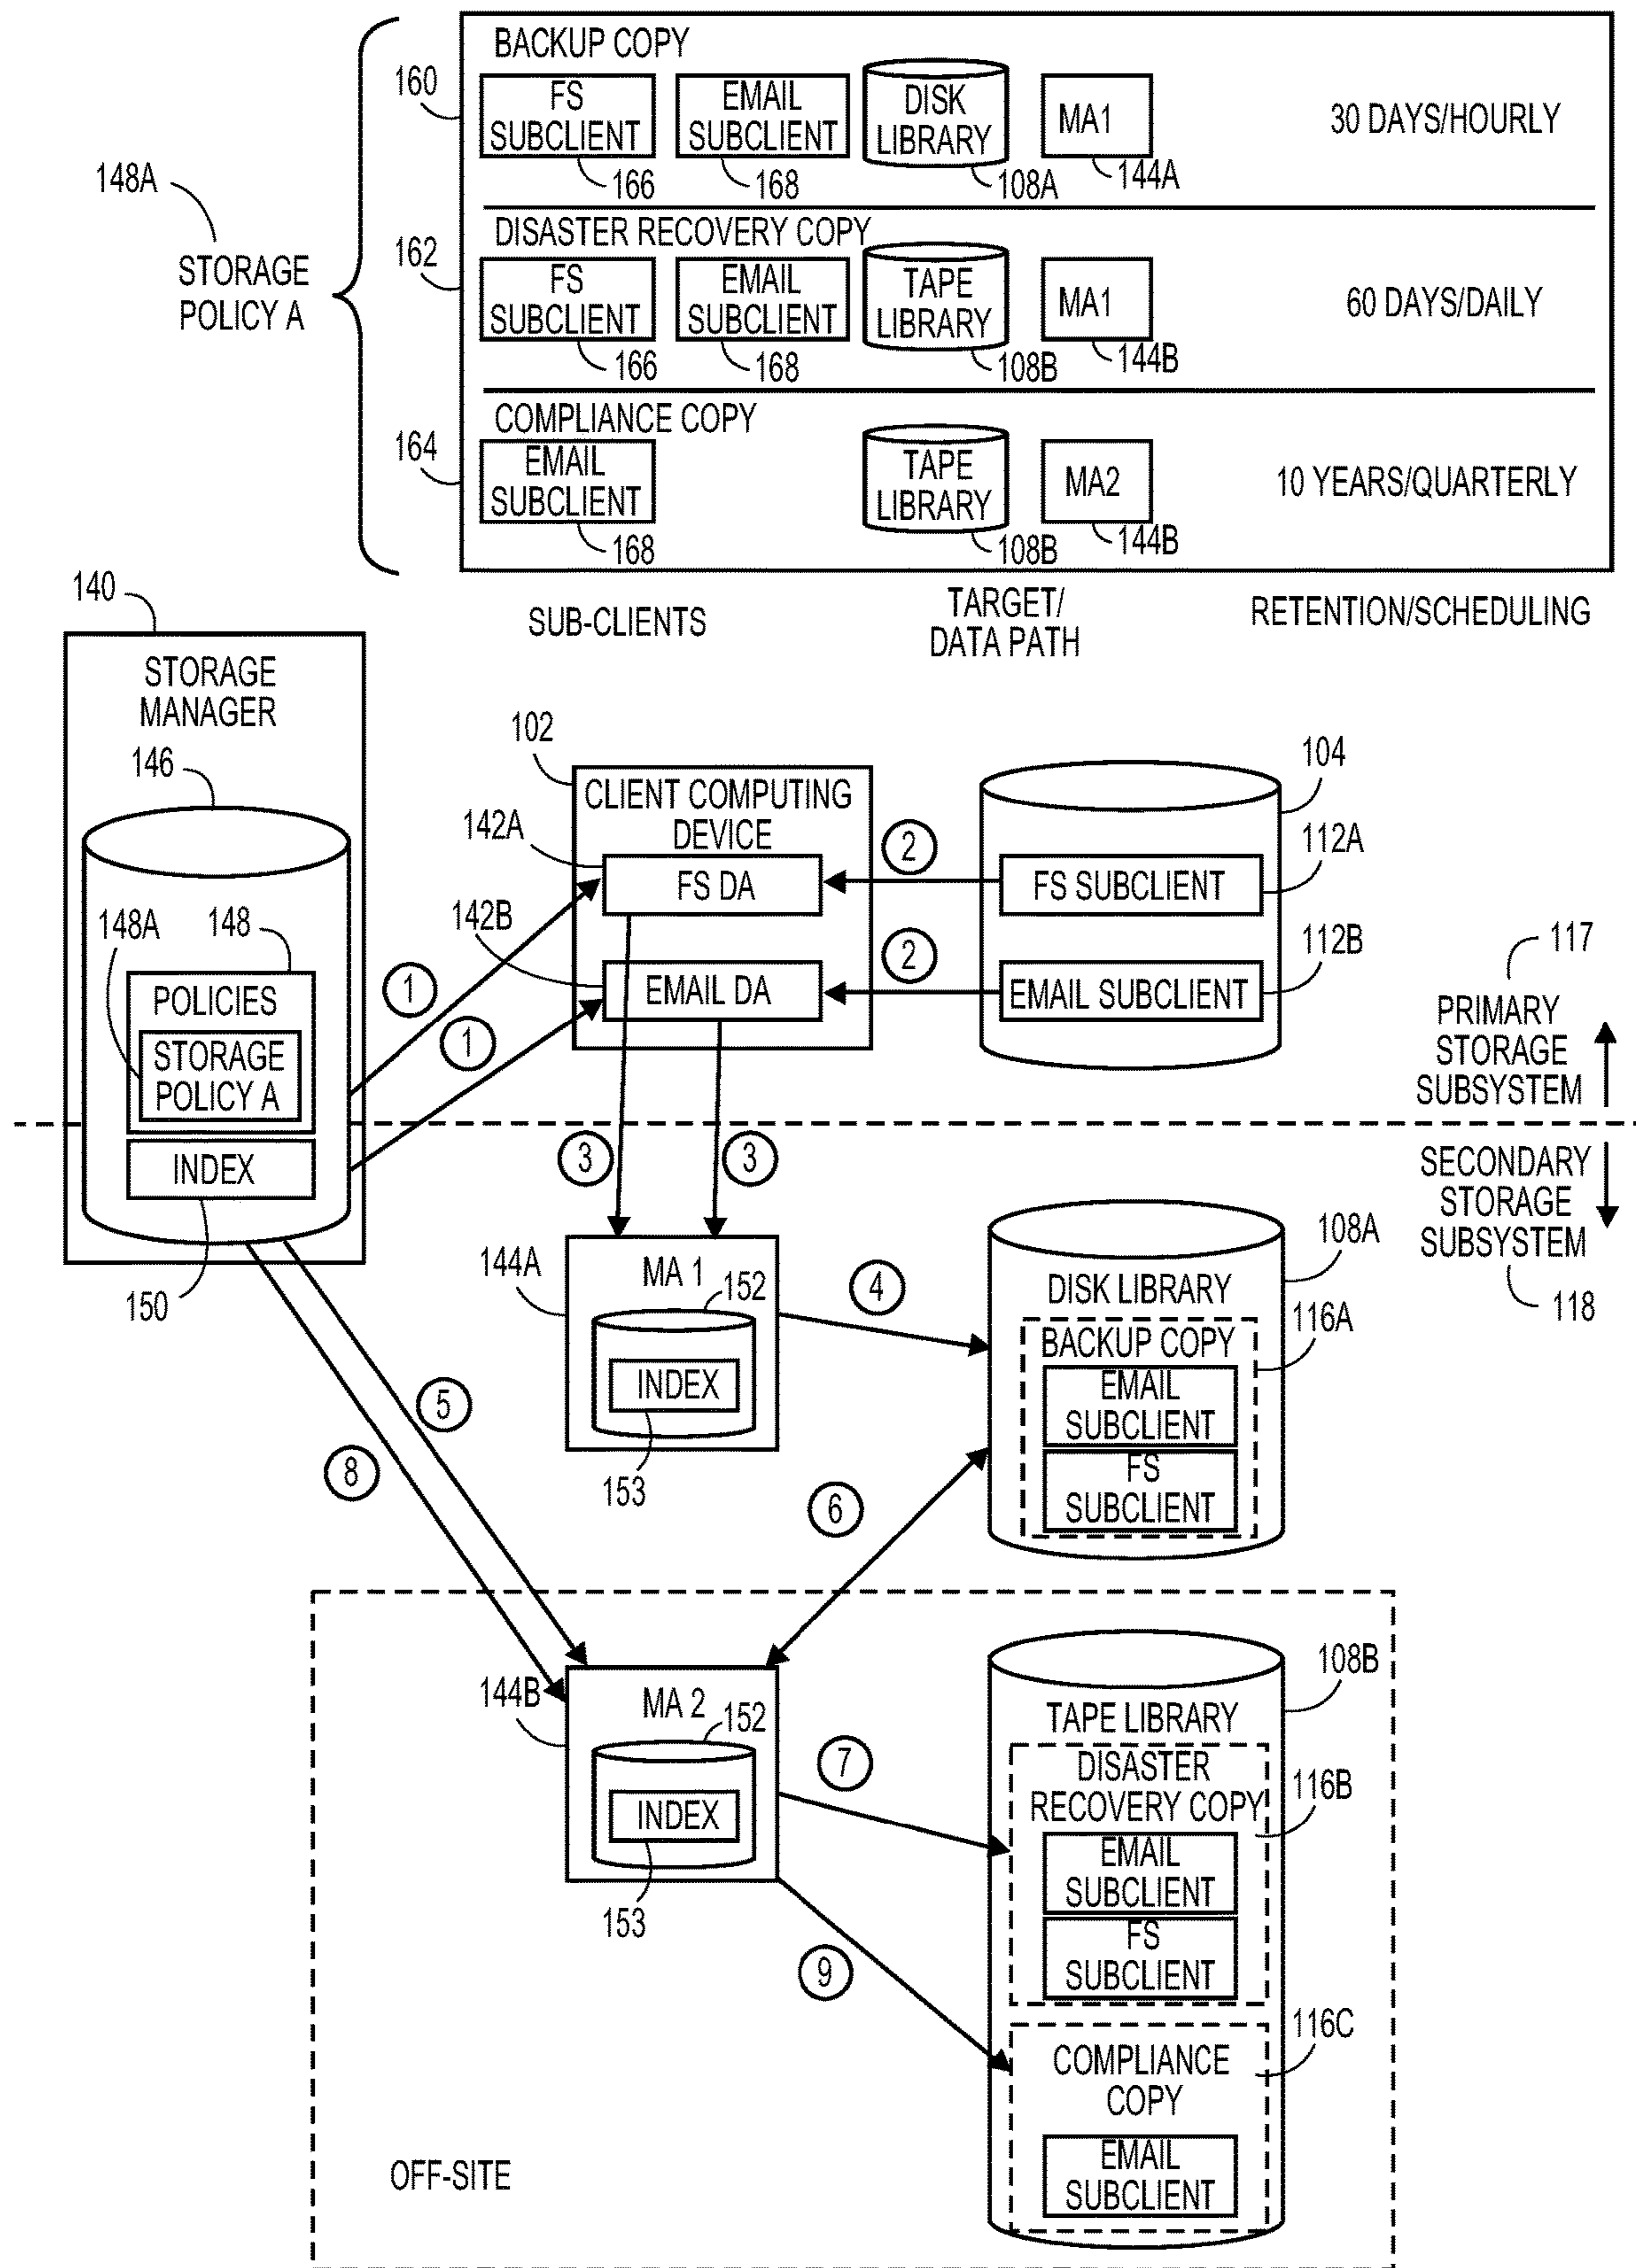 BACKUP COPY
160
FS
SUBCLIENT
166
EMAIL
SUBCLIENT
168
DISK
LIBRARY
108A
MA1
144A
30 DAYS/HOURLY
148A
STORAGE
POLICY A
DISASTER RECOVERY COPY
162
FS
SUBCLIENT
166
EMAIL
SUBCLIENT
168
TAPE
LIBRARY
108B
MA1
144B
60 DAYS/DAILY
COMPLIANCE COPY
164
EMAIL
SUBCLIENT
168
TAPE
LIBRARY
108B
MA2
144B
10 YEARS/QUARTERLY
SUB-CLIENTS
TARGET/
DATA PATH
RETENTION/SCHEDULING
140
STORAGE
MANAGER
146
148A
148
POLICIES
STORAGE
POLICY A
INDEX
150
1
1
102
CLIENT COMPUTING
DEVICE
142A
FS DA
142B
EMAIL DA
2
2
104
FS SUBCLIENT
112A
EMAIL SUBCLIENT
112B
117
PRIMARY
STORAGE
SUBSYSTEM
SECONDARY
STORAGE
SUBSYSTEM
118
3
3
144A
MA 1
152
INDEX
153
4
108A
DISK LIBRARY
BACKUP COPY
116A
EMAIL
SUBCLIENT
FS
SUBCLIENT
5
8
6
144B
MA 2
152
INDEX
153
7
9
108B
TAPE LIBRARY
DISASTER
RECOVERY COPY
116B
EMAIL
SUBCLIENT
FS
SUBCLIENT
116C
COMPLIANCE
COPY
EMAIL
SUBCLIENT
OFF-SITE